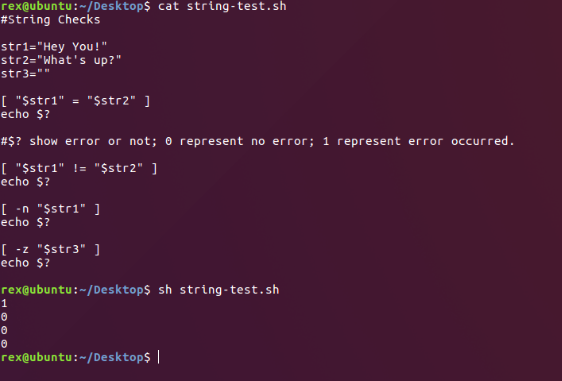 rex@ubuntu:~/Desktop$ cat string-test.sh
#String Checks
str1="Hey You!"
str2="What's up?"
str3=""
[ "$str1" = "$str2" ]
echo $?
#$? show error or not; 0 represent no error; 1 represent error occurred.
[ "$str1" != "$str2" ]
echo $?
[ -n "$str1" ]
echo $?
[ -z "$str3" ]
echo $?
rex@ubuntu:~/Desktop$ sh string-test.sh
1
0
0
0
rex@ubuntu:~/Desktop$